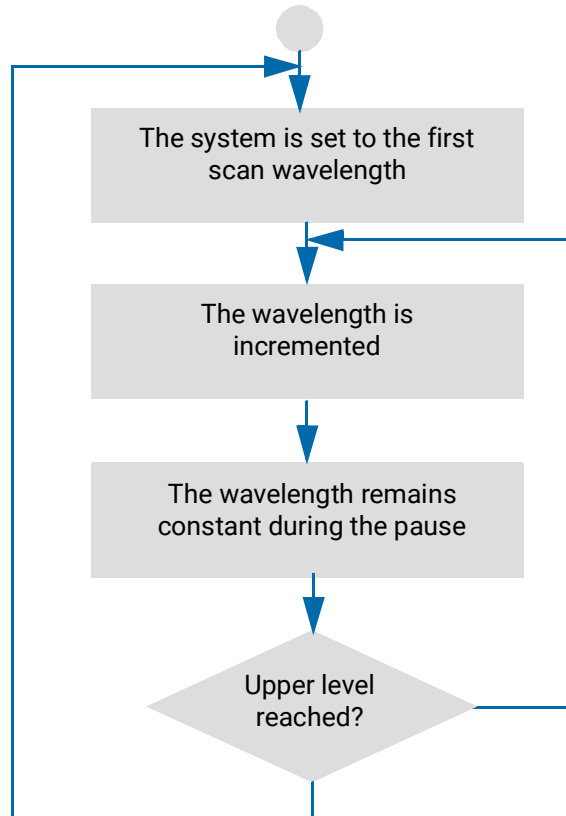 The system is set to the first
scan wavelength
The wavelength is
incremented
The wavelength remains
constant during the pause
Upper level
reached?